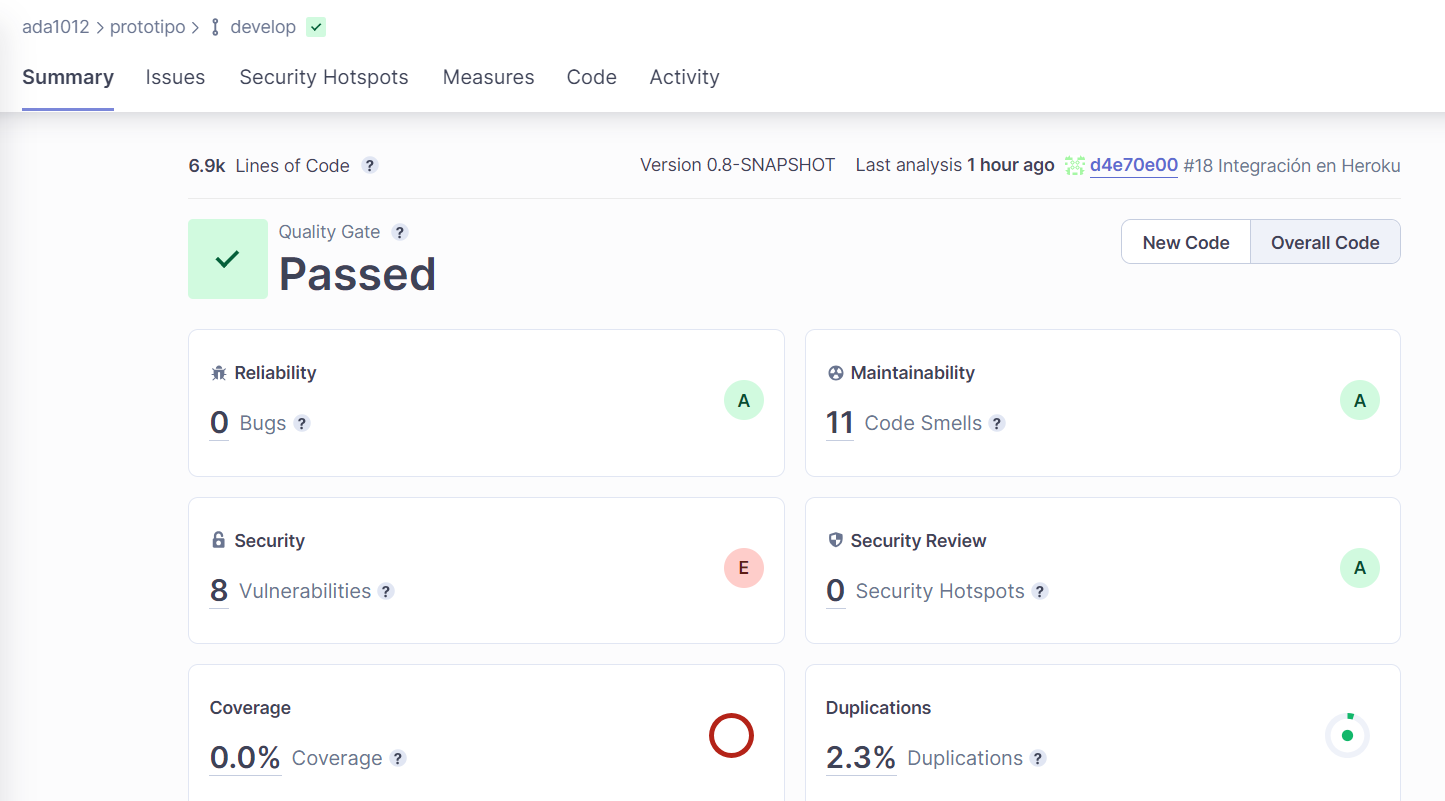 ada1012 > prototipo > develop
Summary Issues Security Hotspots Measures Code Activity
6.9k Lines of Code ? Version 0.8-SNAPSHOT Last analysis 1 hour ago d4e70e00 #18 Integración en Heroku
Quality Gate ?
Passed
New Code Overall Code
Reliability
0 Bugs ?
A
Maintainability
11 Code Smells ?
A
Security
8 Vulnerabilities ?
E
Security Review
0 Security Hotspots ?
A
Coverage
0.0% Coverage ?
Duplications
2.3% Duplications ?